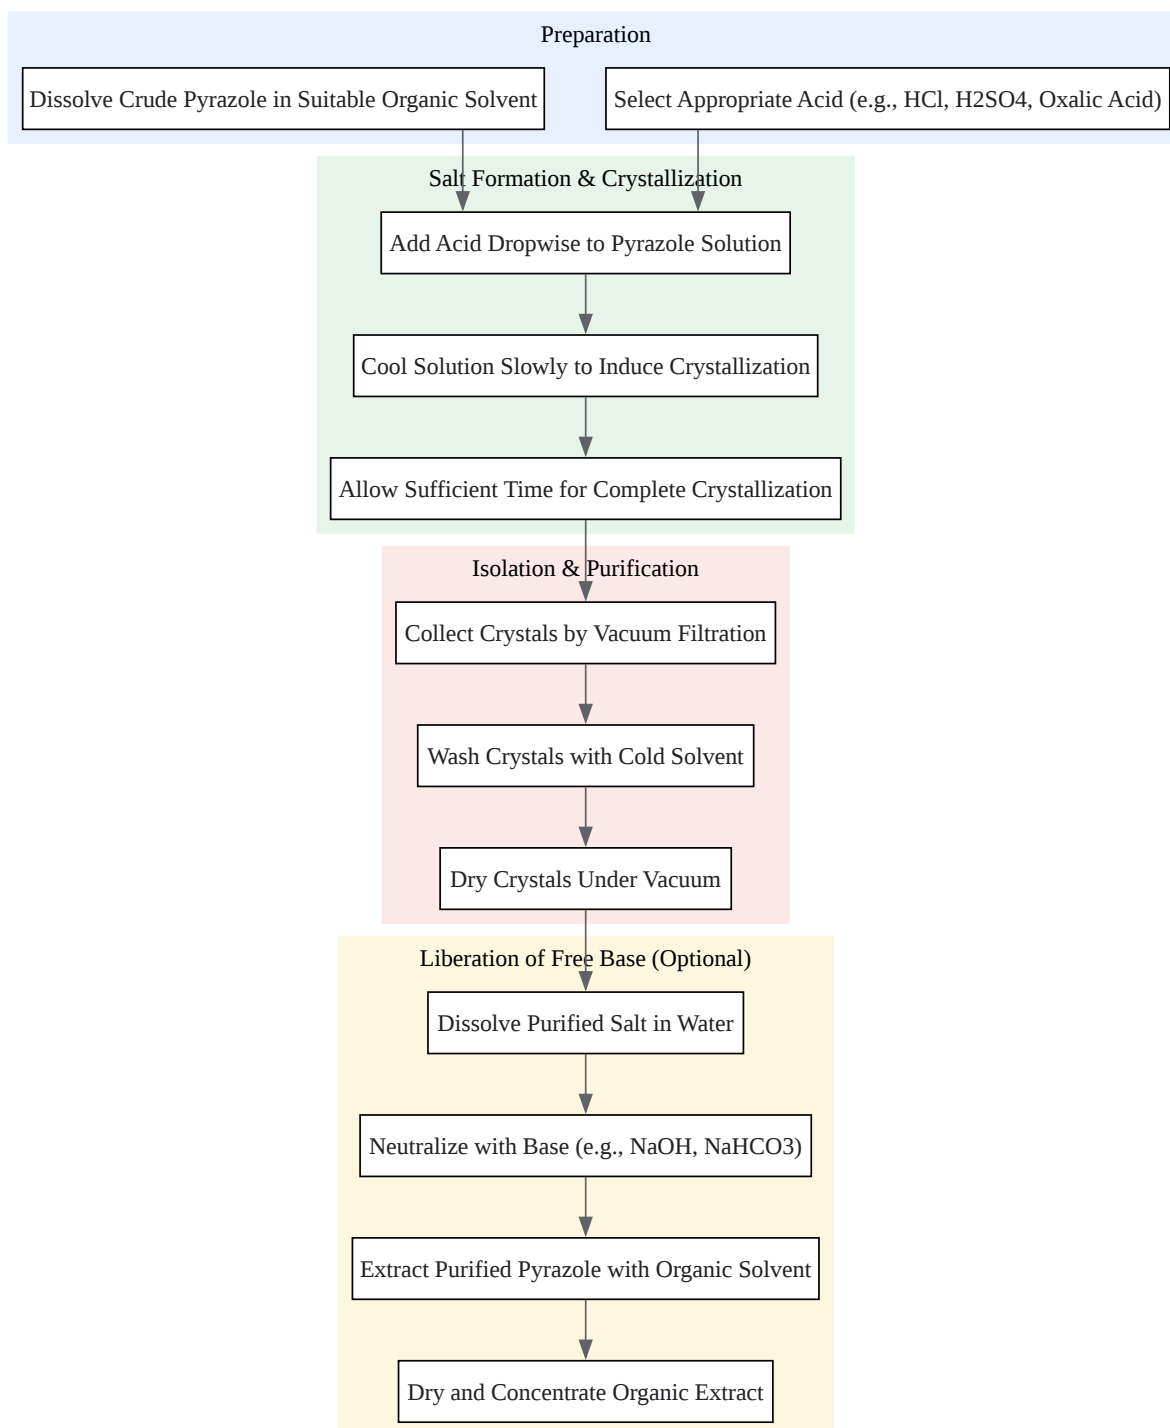 Preparation
Dissolve Crude Pyrazole in Suitable Organic Solvent
Select Appropriate Acid (e.g., HCl, H2SO4, Oxalic Acid)
Salt Formation & Crystallization
Add Acid Dropwise to Pyrazole Solution
Cool Solution Slowly to Induce Crystallization
Allow Sufficient Time for Complete Crystallization
Isolation & Purification
Collect Crystals by Vacuum Filtration
Wash Crystals with Cold Solvent
Dry Crystals Under Vacuum
Liberation of Free Base (Optional)
Dissolve Purified Salt in Water
Neutralize with Base (e.g., NaOH, NaHCO3)
Extract Purified Pyrazole with Organic Solvent
Dry and Concentrate Organic Extract